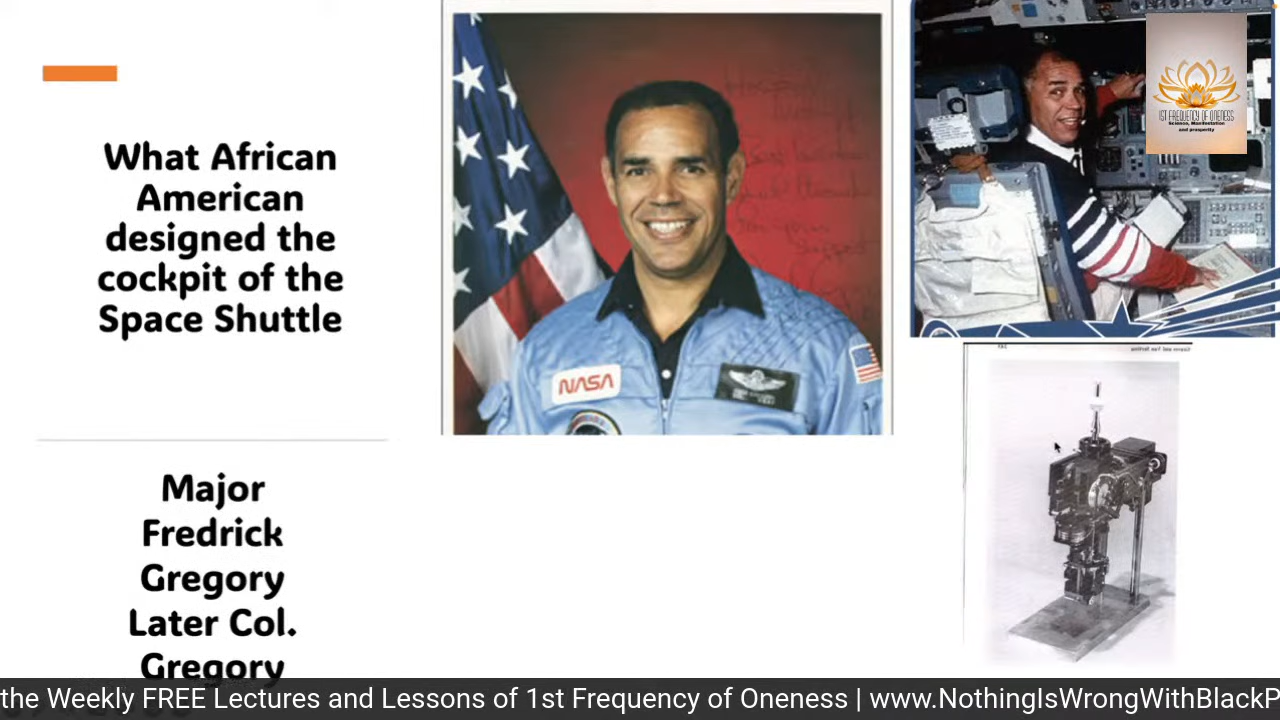 What African
American
designed the
cockpit of the
Space Shuttle
Major
Fredrick
Gregory
Later Col.
Gregory
NASA
1ST FREQUENCY OF ONENESS
Science, Manifestation
and prosperity
the Weekly FREE Lectures and Lessons of 1st Frequency of Oneness | www.NothingIsWrongWithBlackP